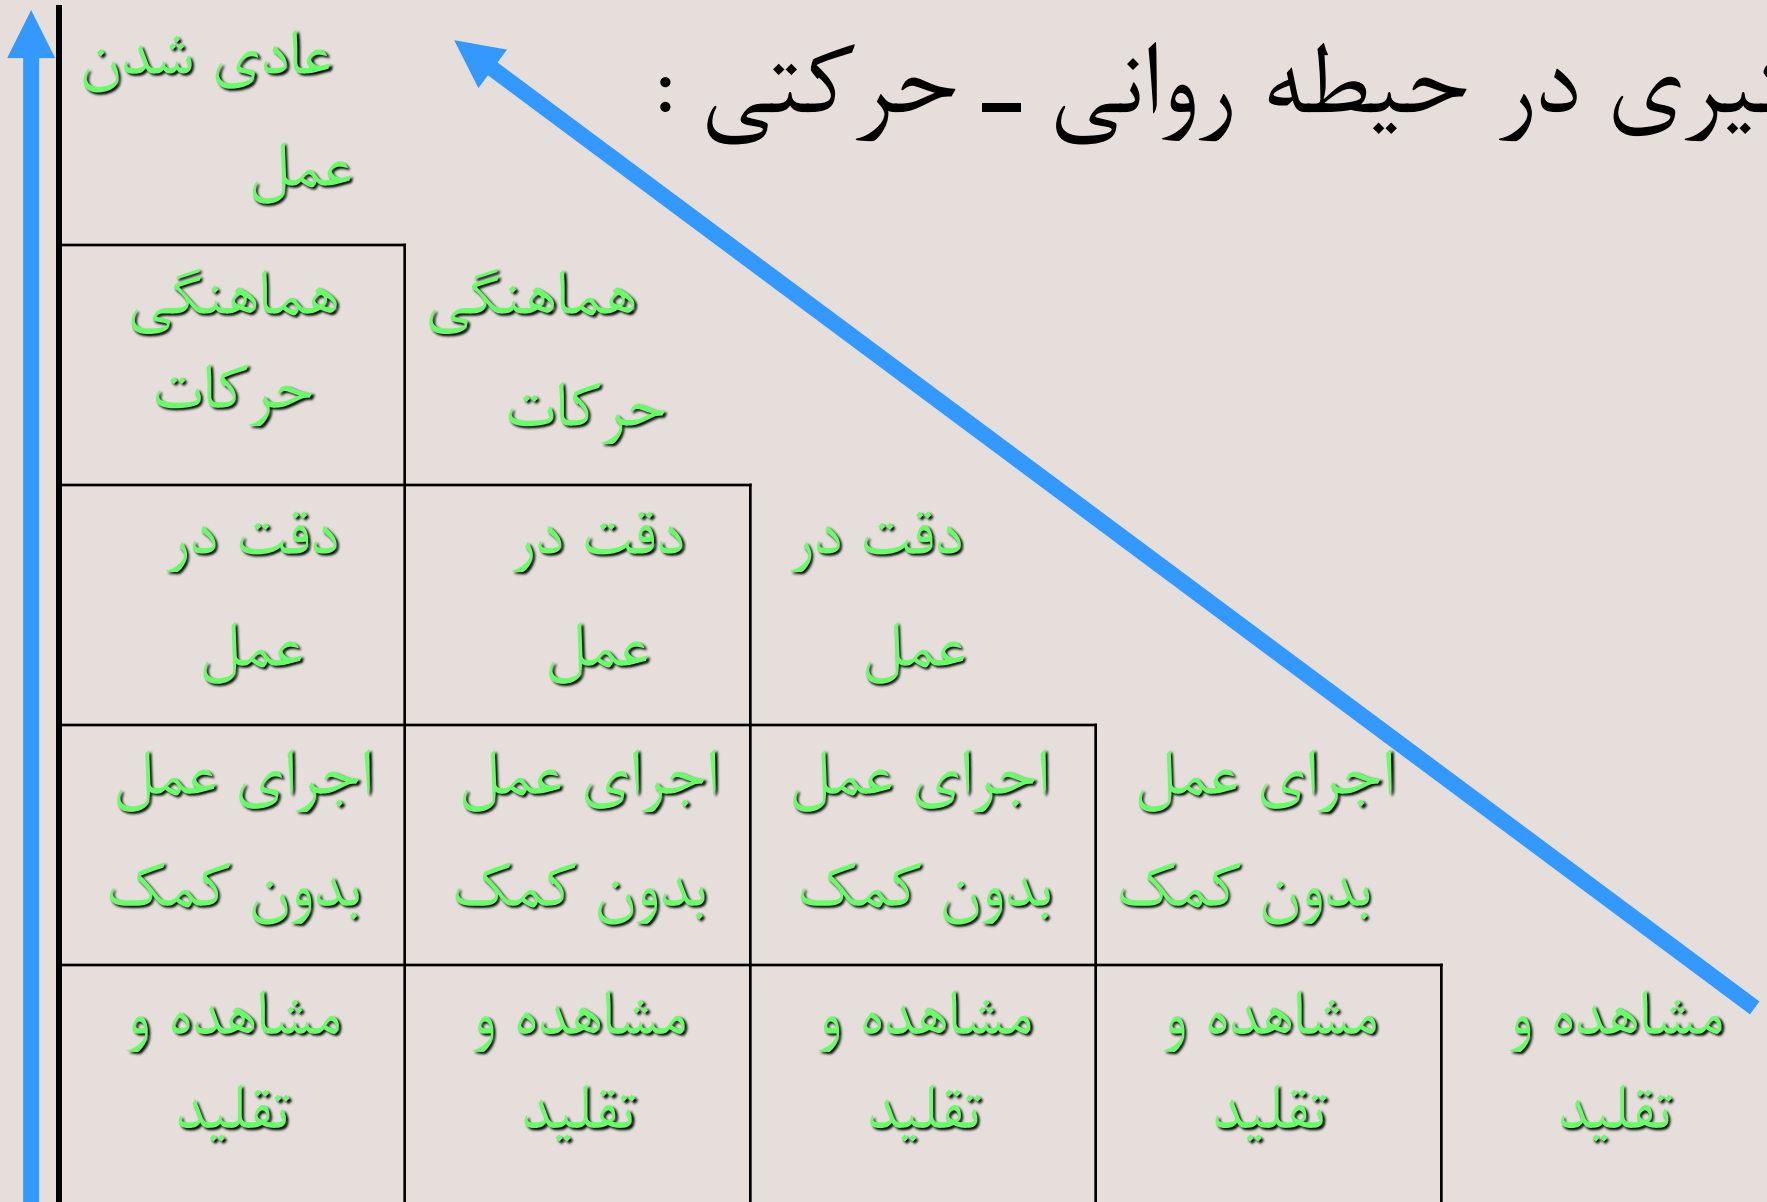 در حیطه روانی ـ حرکتی :
عادی شدن
عمل
هماهنگی
حرکات
هماهنگی
حرکات
دقت در
عمل
دقت در
عمل
دقت در
عمل
اجرای عمل
بدون کمک
اجرای عمل
بدون کمک
اجرای عمل
بدون کمک
اجرای عمل
بدون کمک
مشاهده و
تقلید
مشاهده و
تقلید
مشاهده و
تقلید
مشاهده و
تقلید
مشاهده و
تقلید